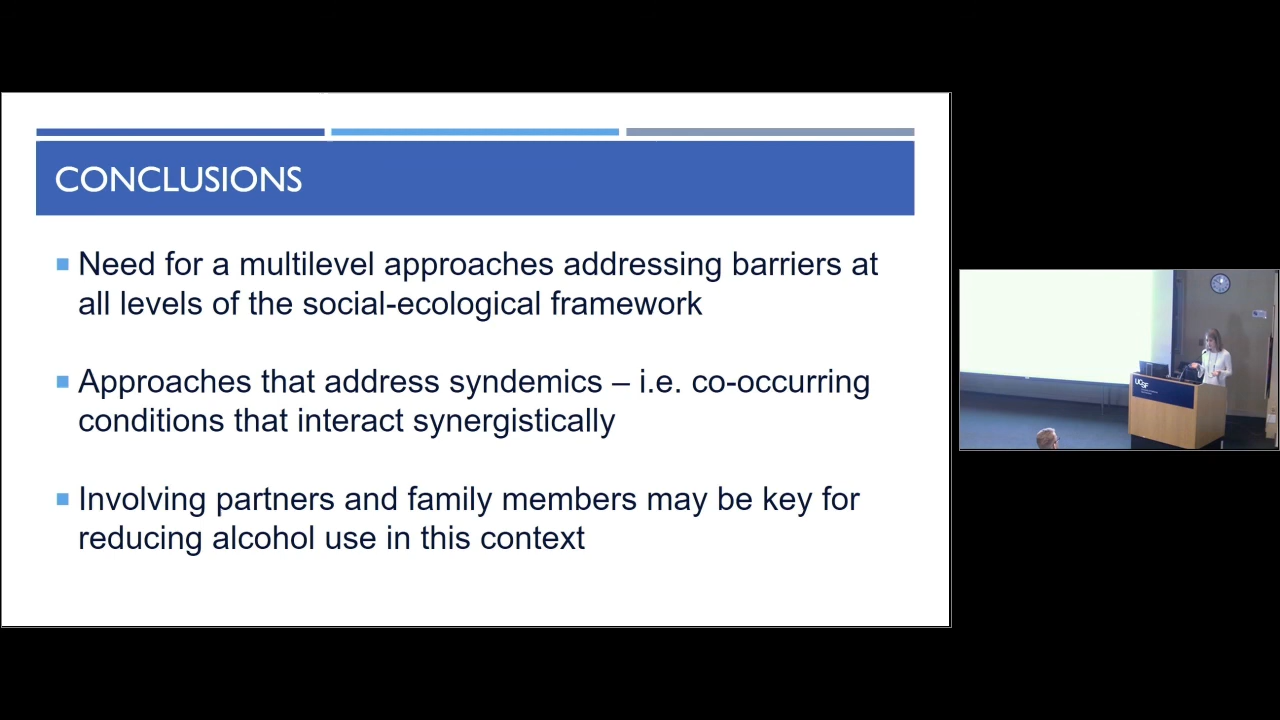 CONCLUSIONS
Need for a multilevel approaches addressing barriers at
all levels of the social-ecological framework
Approaches that address syndemics – i.e. co-occurring
conditions that interact synergistically
Involving partners and family members may be key for
reducing alcohol use in this context
UCSF